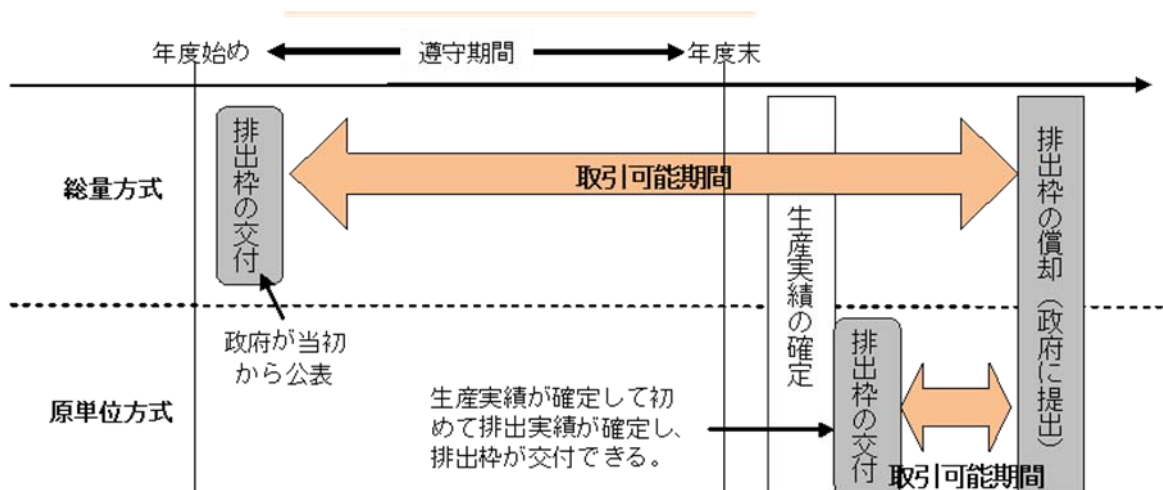 年度始め
遵守期間
年度末
総量方式
排出枠の交付
取引可能期間
生産実績の確定
排出枠の償却（政府に提出）
政府が当初
から公表
原単位方式
生産実績が確定して初
めて排出実績が確定し、
排出枠が交付できる。
排出枠の交付
取引可能期間